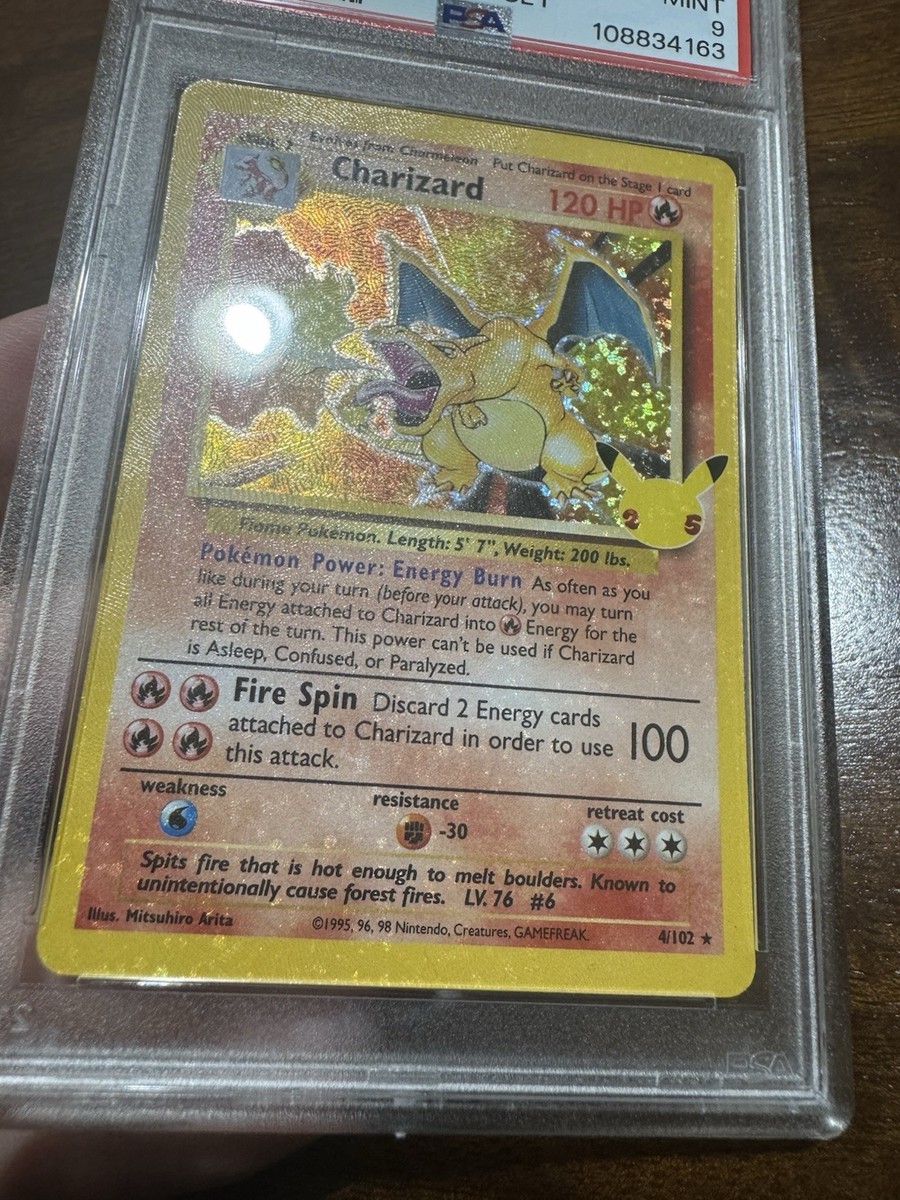 MINT
PSA
9
108834163
Evolves from Charmeleon Put Charizard on the Stage 1 card
Charizard
120 HP
2 5
Flame Pokémon. Length: 5' 7", Weight: 200 lbs.
Pokémon Power: Energy Burn As often as you
like during your turn (before your attack), you may turn
all Energy attached to Charizard into Energy for the
rest of the turn. This power can't be used if Charizard
is Asleep, Confused, or Paralyzed.
Fire Spin Discard 2 Energy cards
attached to Charizard in order to use 100
this attack.
weakness resistance retreat cost
-30
Spits fire that is hot enough to melt boulders. Known to
unintentionally cause forest fires. LV. 76 #6
Illus. Mitsuhiro Arita ©1995, 96, 98 Nintendo, Creatures, GAMEFREAK. 4/102 ★
PSA